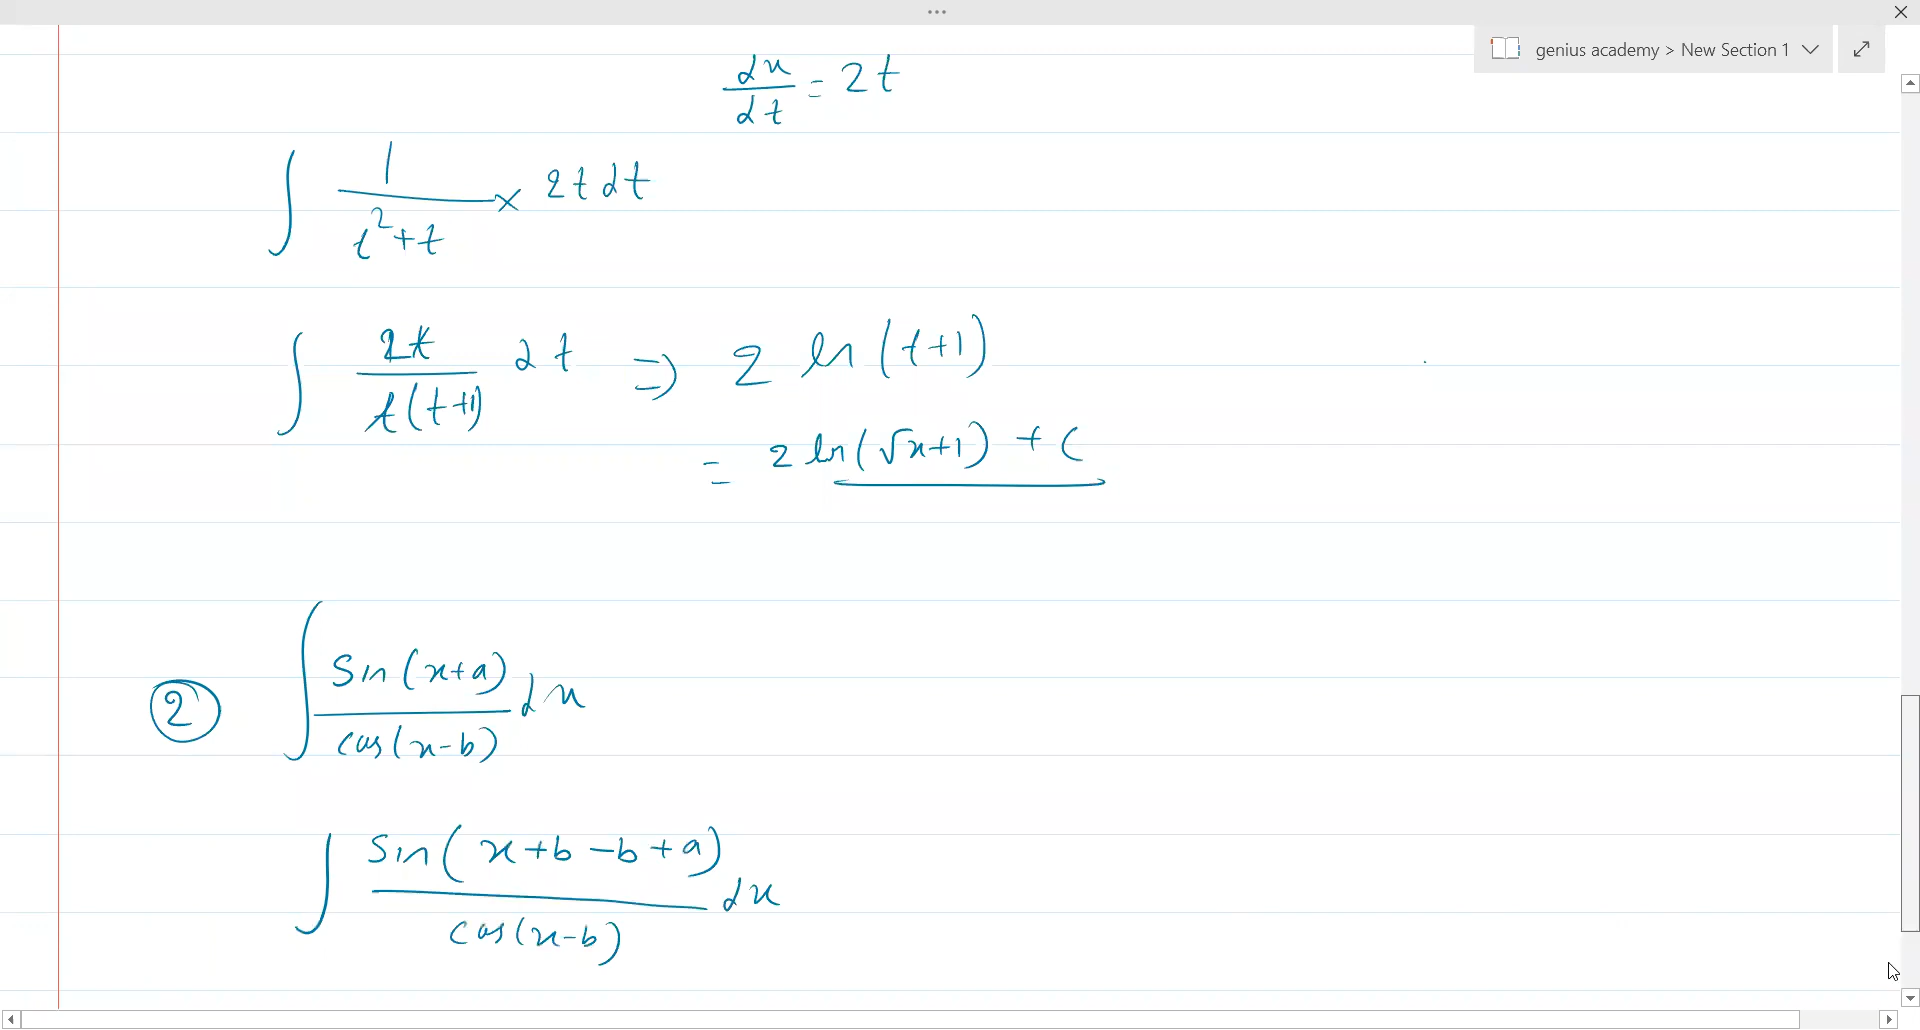 genius academy > New Section 1
dx/dt = 2t
∫ 1/(t²+t) × 2t dt
∫ 2t/(t(t+1)) dt ⇒ 2 ln(t+1)
= 2 ln(√x+1) + C
② ∫ sin(x+a)/cos(x-b) dx
∫ sin(x+b-b+a)/cos(x-b) dx